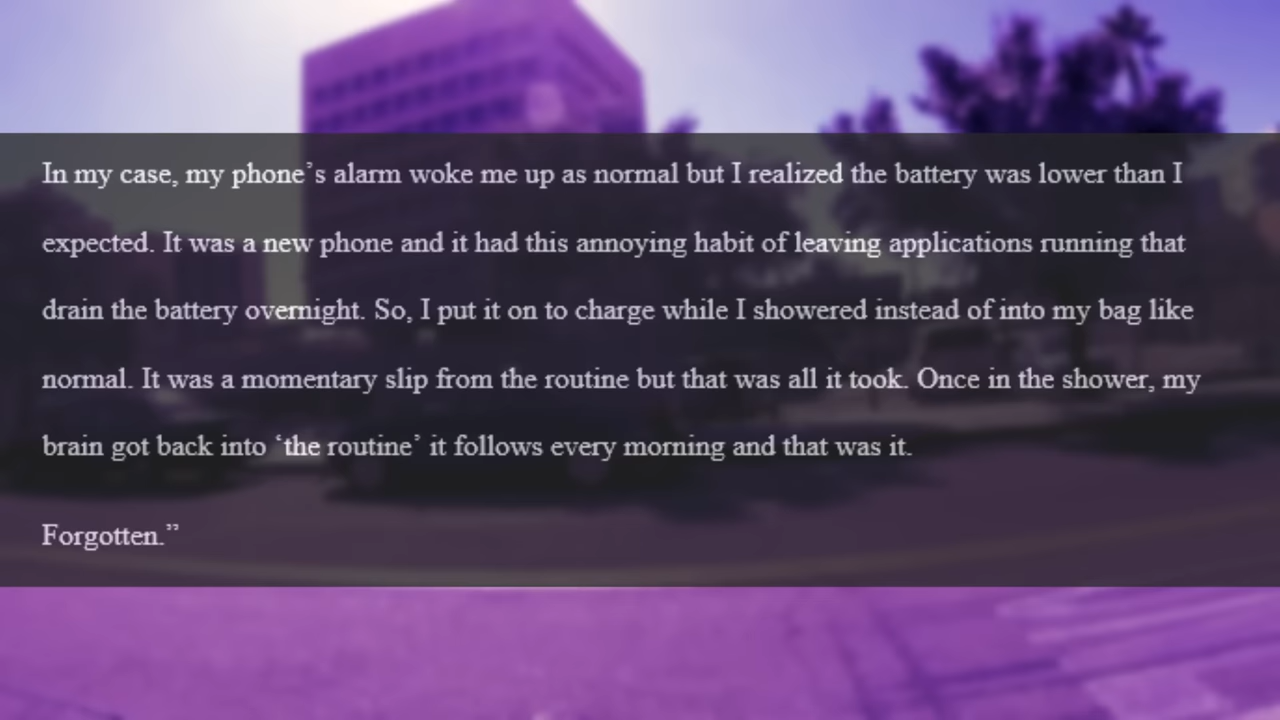 In my case, my phone’s alarm woke me up as normal but I realized the battery was lower than I
expected. It was a new phone and it had this annoying habit of leaving applications running that
drain the battery overnight. So, I put it on to charge while I showered instead of into my bag like
normal. It was a momentary slip from the routine but that was all it took. Once in the shower, my
brain got back into ‘the routine’ it follows every morning and that was it.
Forgotten.”